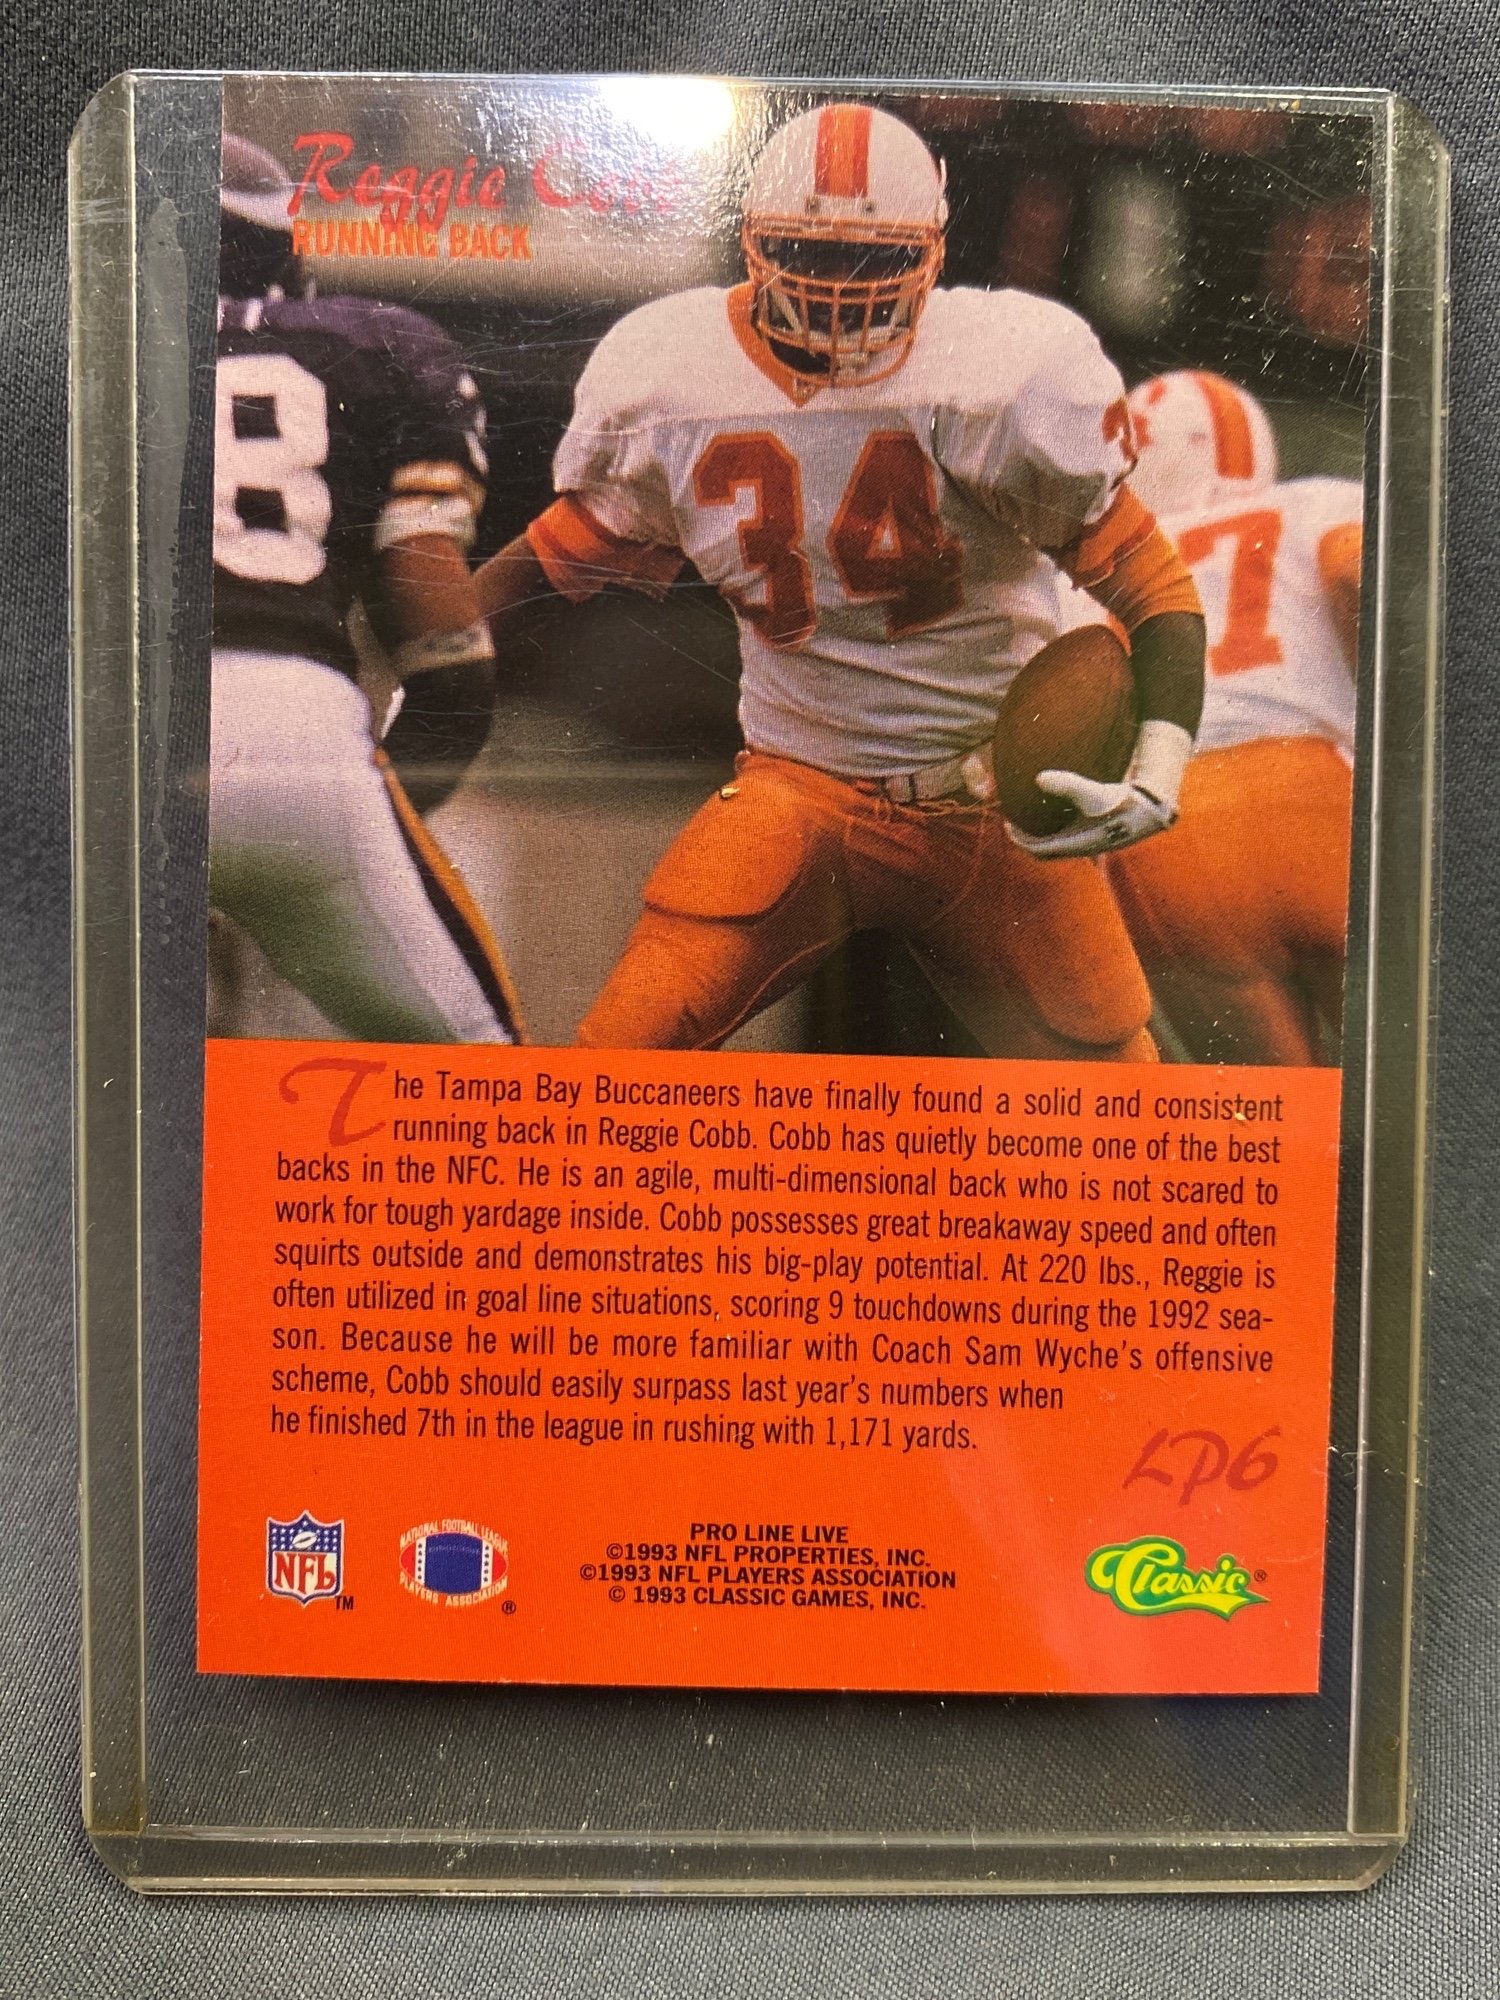 Reggie Cobb
RUNNING BACK
8
34
34
7
The Tampa Bay Buccaneers have finally found a solid and consistent
running back in Reggie Cobb. Cobb has quietly become one of the best
backs in the NFC. He is an agile, multi-dimensional back who is not scared to
work for tough yardage inside. Cobb possesses great breakaway speed and often
squirts outside and demonstrates his big-play potential. At 220 lbs., Reggie is
often utilized in goal line situations, scoring 9 touchdowns during the 1992 sea-
son. Because he will be more familiar with Coach Sam Wyche's offensive
scheme, Cobb should easily surpass last year's numbers when
he finished 7th in the league in rushing with 1,171 yards.
LP6
NFL TM
NATIONAL FOOTBALL LEAGUE
PLAYERS ASSOCIATION ®
PRO LINE LIVE
©1993 NFL PROPERTIES, INC.
©1993 NFL PLAYERS ASSOCIATION
© 1993 CLASSIC GAMES, INC.
Classic ®